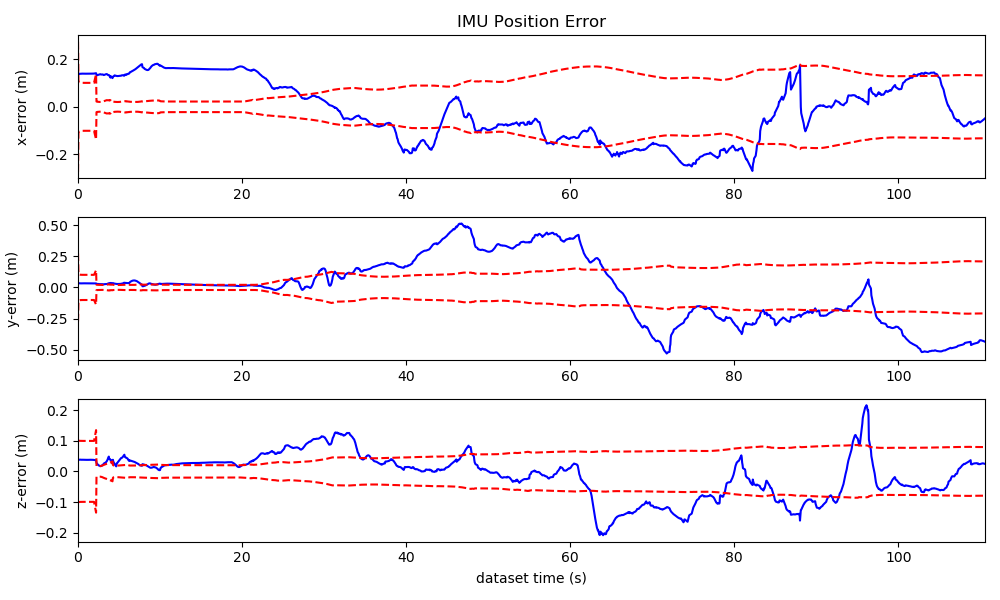 IMU Position Error
x-error (m)
0.2
0.0
−0.2
0 20 40 60 80 100
y-error (m)
0.50
0.25
0.00
−0.25
−0.50
0 20 40 60 80 100
z-error (m)
0.2
0.1
0.0
−0.1
−0.2
0 20 40 60 80 100
dataset time (s)